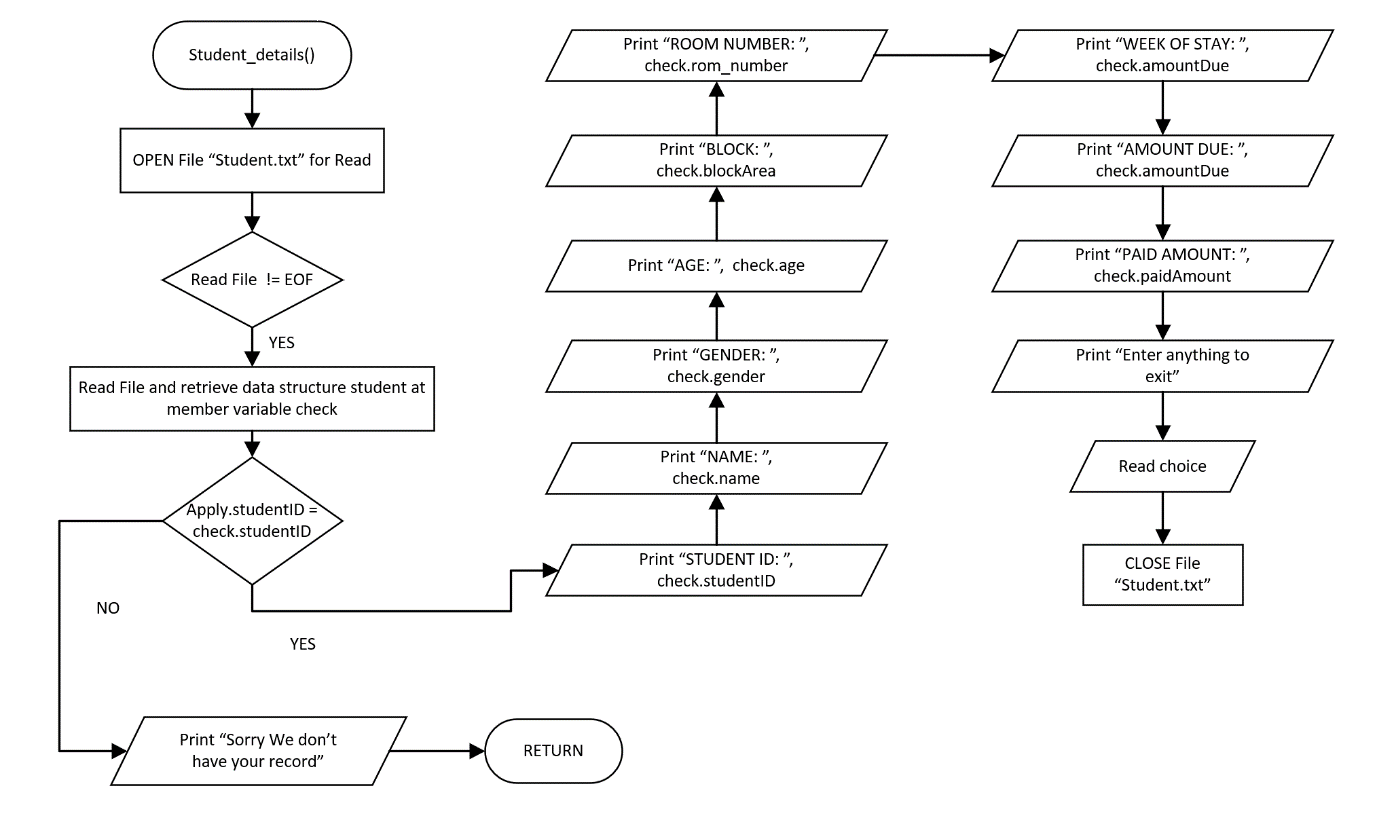 Student_details()
OPEN File “Student.txt” for Read
Read File  != EOF
YES
Read File and retrieve data structure student at
member variable check
Apply.studentID =
check.studentID
NO
YES
Print “Sorry We don’t
have your record”
RETURN
Print “STUDENT ID: ”,
check.studentID
Print “NAME: ”,
check.name
Print “GENDER: ”,
check.gender
Print “AGE: ”,  check.age
Print “BLOCK: ”,
check.blockArea
Print “ROOM NUMBER: ”,
check.rom_number
Print “WEEK OF STAY: ”,
check.amountDue
Print “AMOUNT DUE: ”,
check.amountDue
Print “PAID AMOUNT: ”,
check.paidAmount
Print “Enter anything to
exit”
Read choice
CLOSE File
“Student.txt”